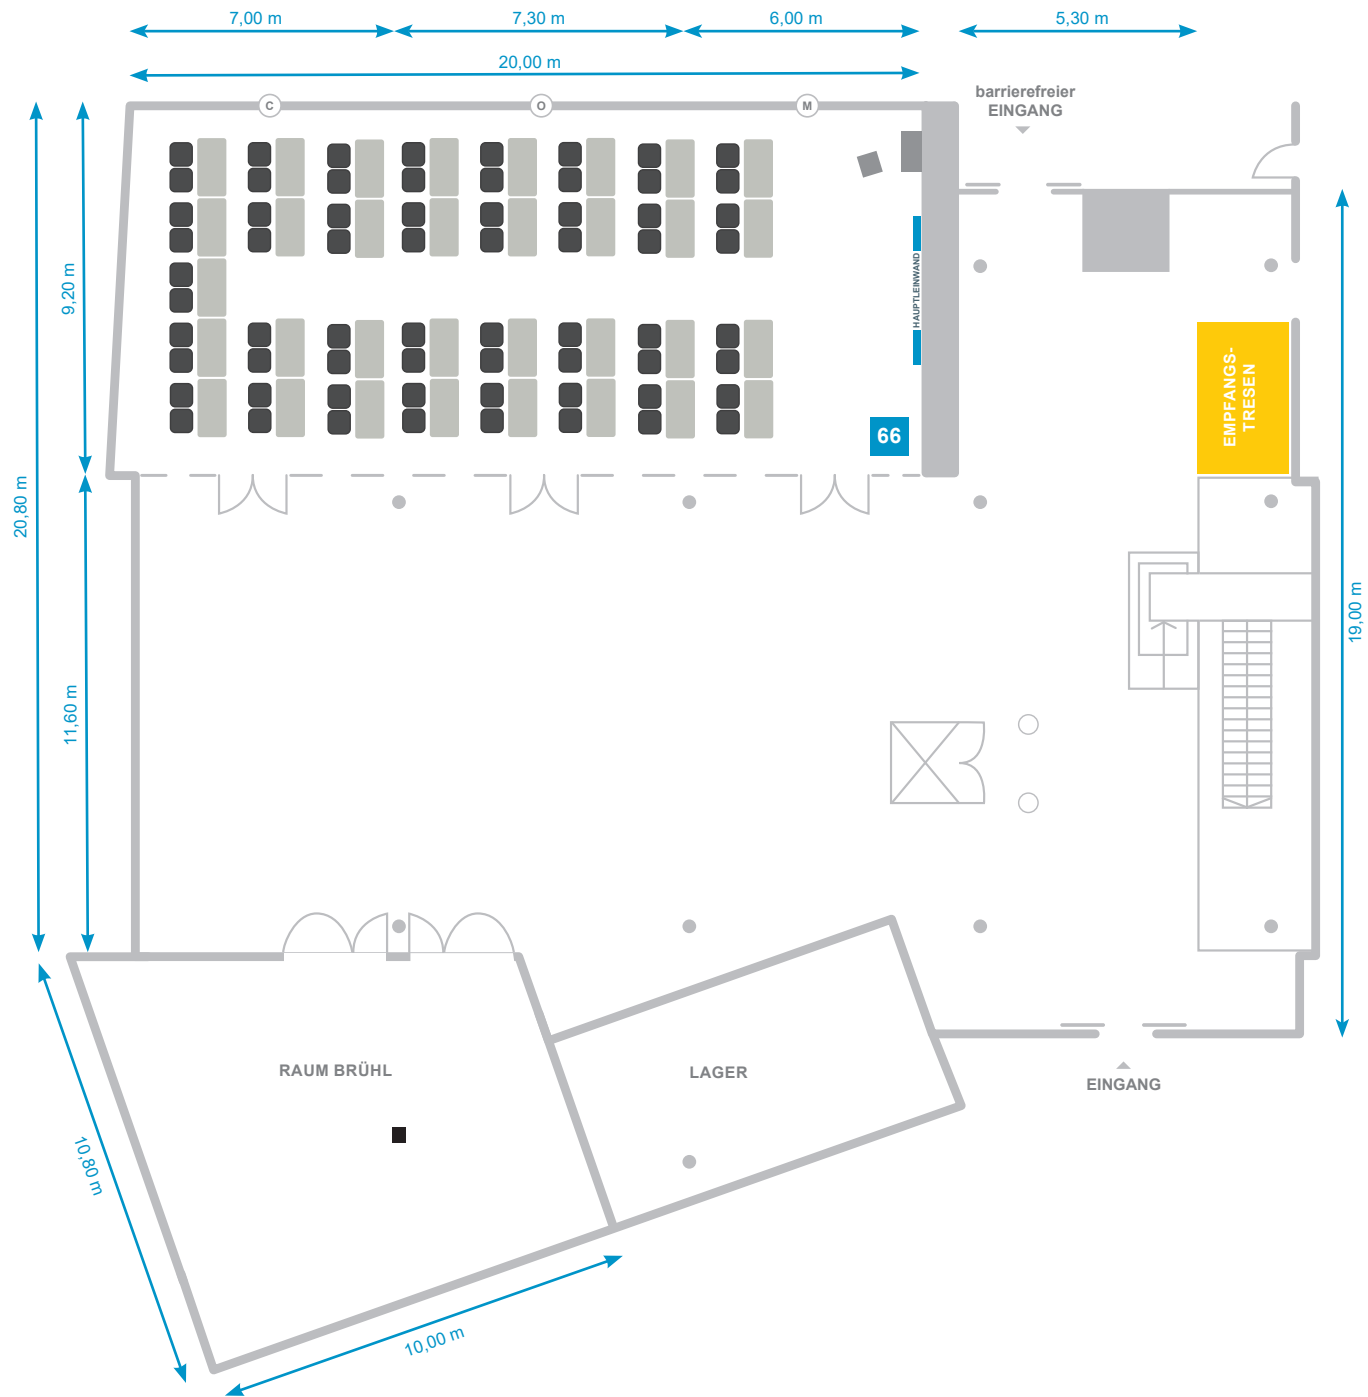 7,00 m
7,30 m
6,00 m
5,30 m
20,00 m
barrierefreier
EINGANG
C
O
M
9,20 m
HAUPTLEINWAND
EMPFANGS-
TRESEN
66
20,80 m
19,00 m
11,60 m
RAUM BRÜHL
LAGER
EINGANG
10,80 m
10,00 m